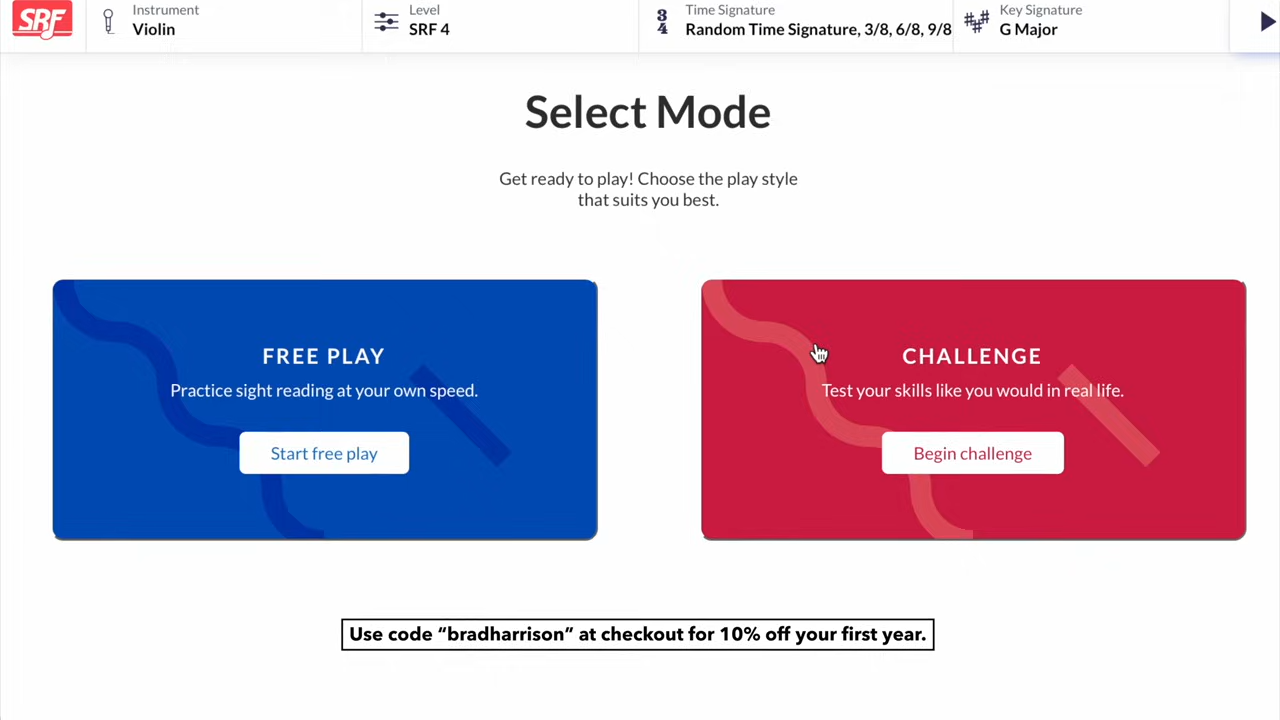 SRF
Instrument
Violin
Level
SRF 4
3
4
Time Signature
Random Time Signature, 3/8, 6/8, 9/8
Key Signature
G Major
Select Mode
Get ready to play! Choose the play style
that suits you best.
FREE PLAY
Practice sight reading at your own speed.
Start free play
CHALLENGE
Test your skills like you would in real life.
Begin challenge
Use code “bradharrison” at checkout for 10% off your first year.